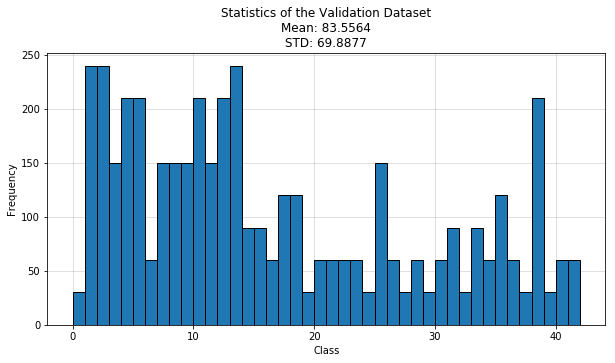 Statistics of the Validation Dataset
Mean: 83.5564
STD: 69.8877
250
200
150
100
50
0
Frequency
0 10 20 30 40
Class